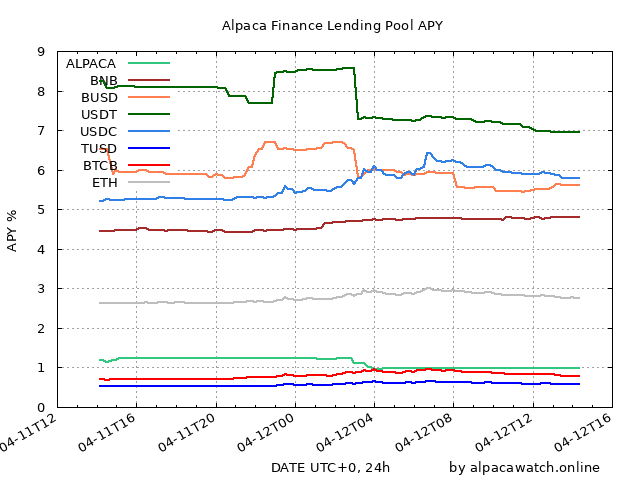 Alpaca Finance Lending Pool APY
9
8
7
6
5
4
3
2
1
0
APY %
ALPACA
BNB
BUSD
USDT
USDC
TUSD
BTCB
ETH
04-11T12
04-11T16
04-11T20
04-12T00
04-12T04
04-12T08
04-12T12
04-12T16
DATE UTC+0, 24h
by alpacawatch.online